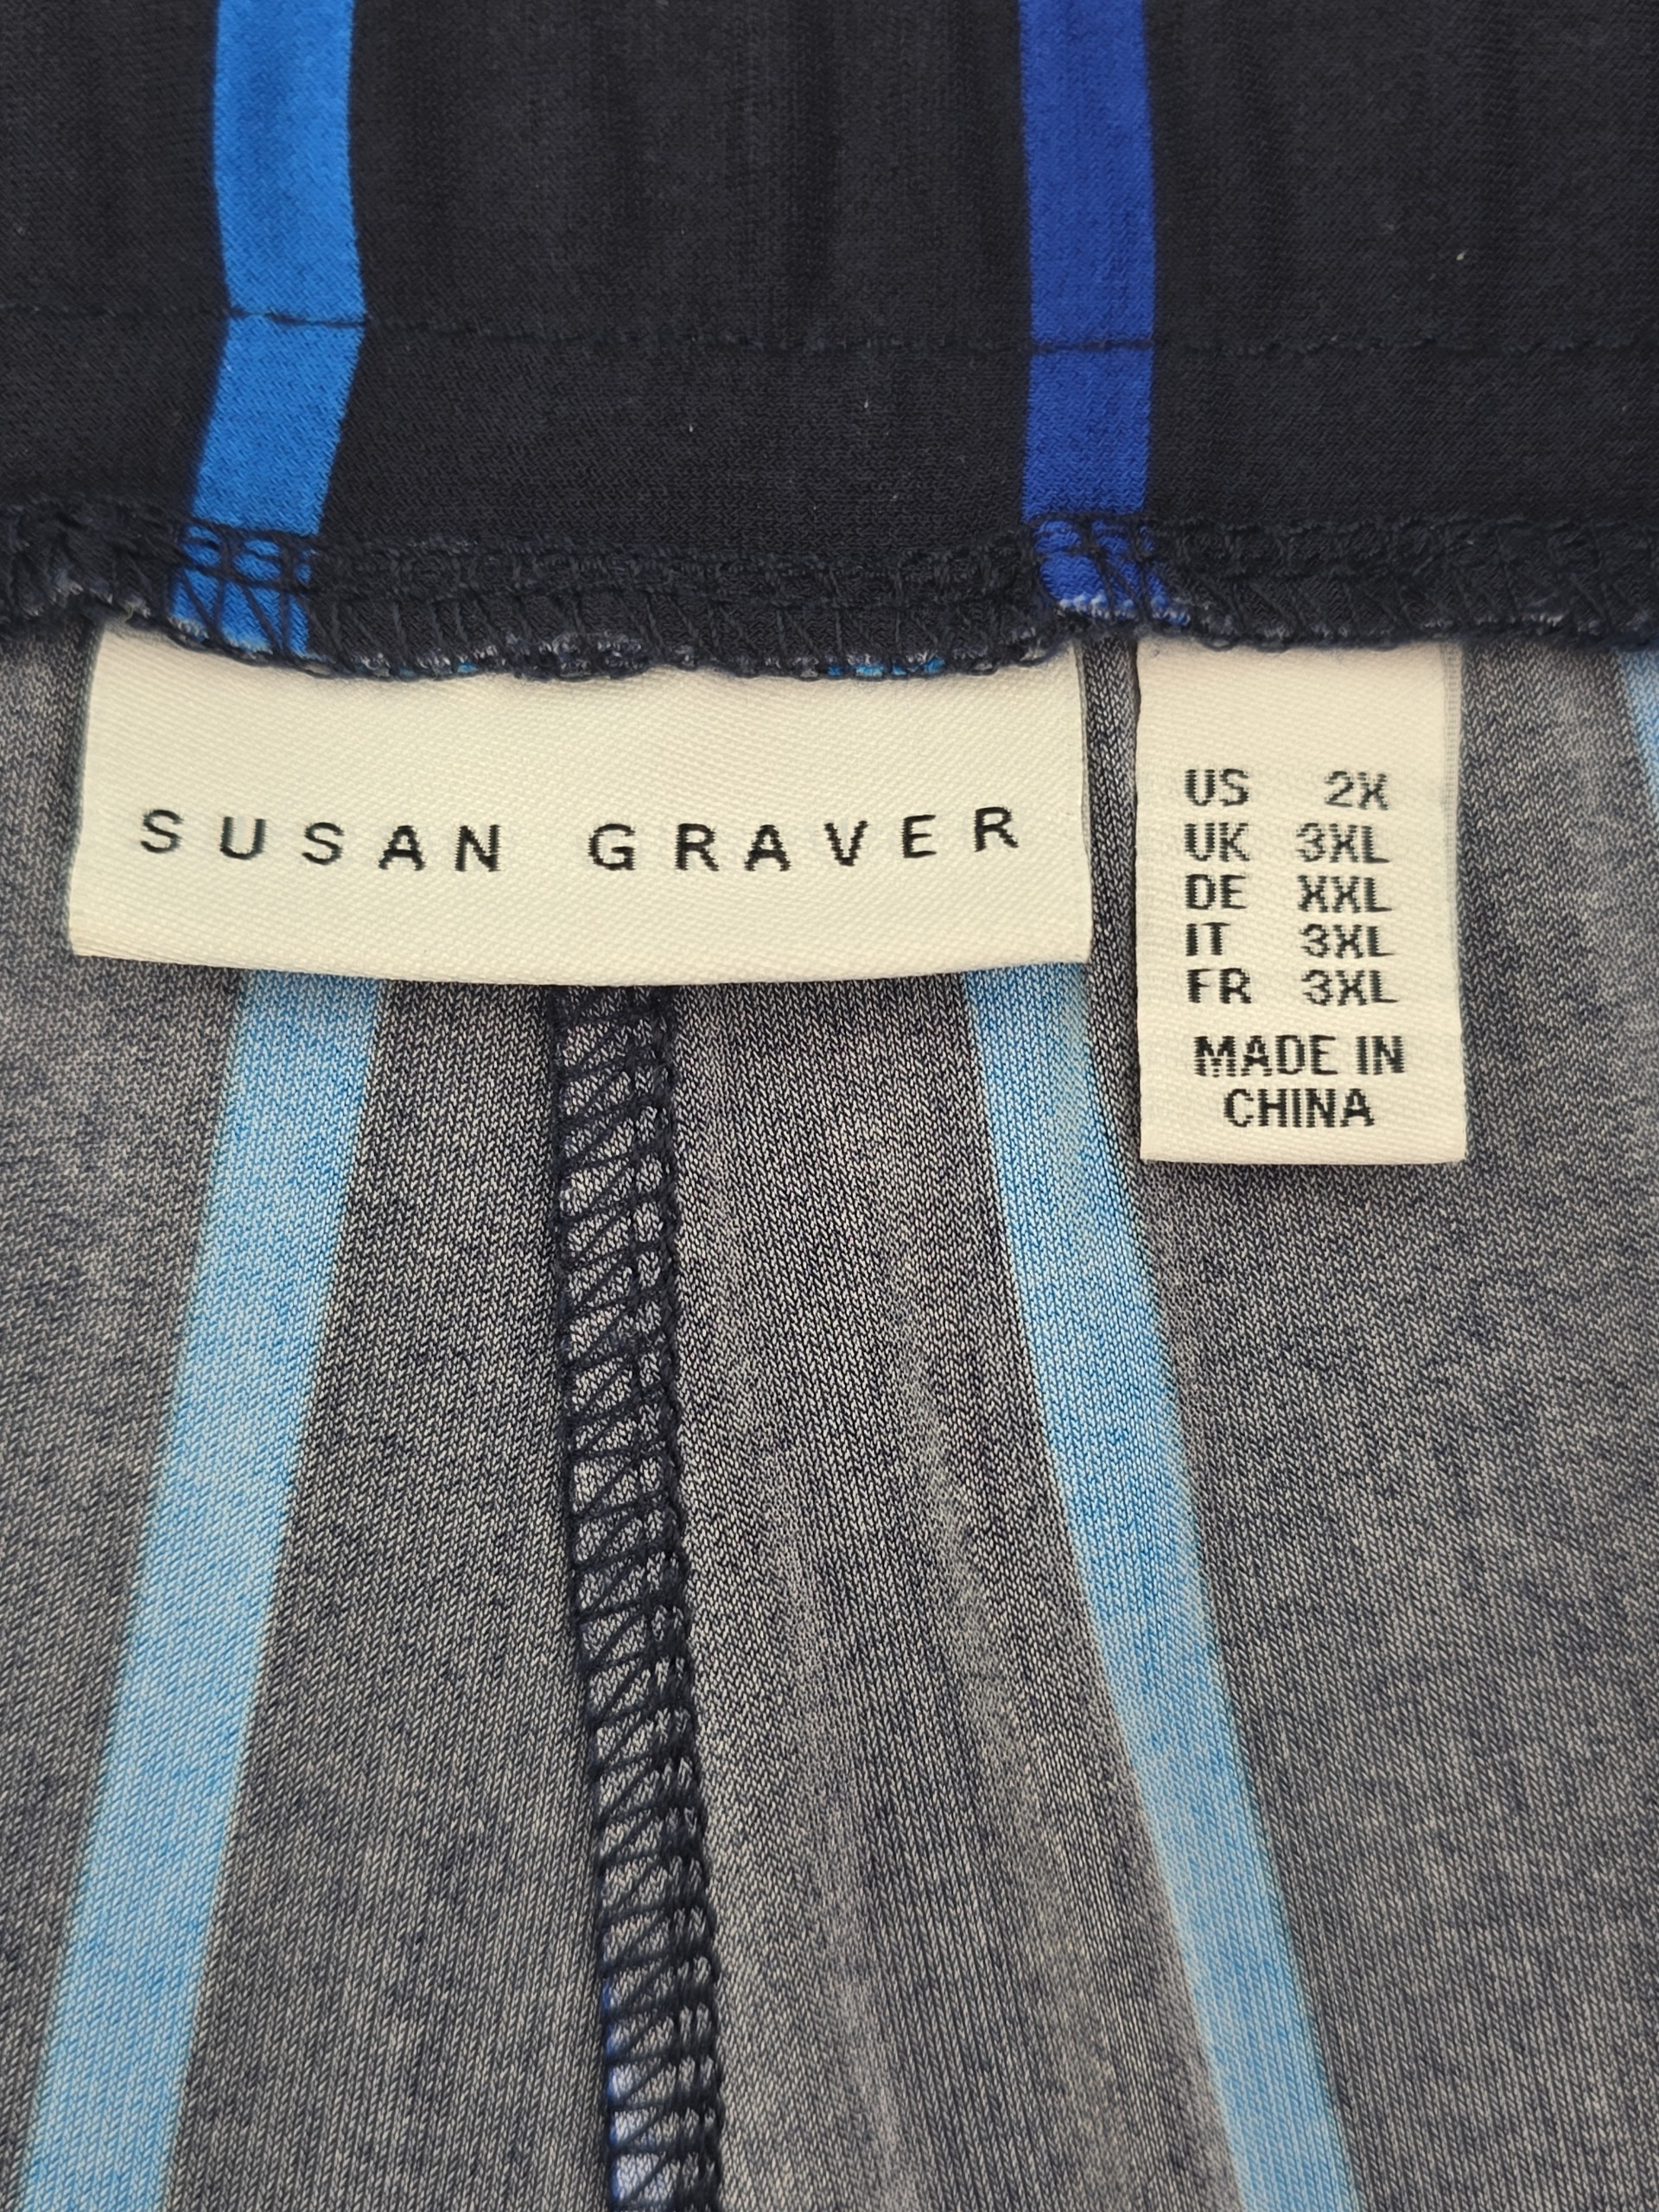 SUSAN GRAVER
US 2X
UK 3XL
DE XXL
IT 3XL
FR 3XL
MADE IN
CHINA